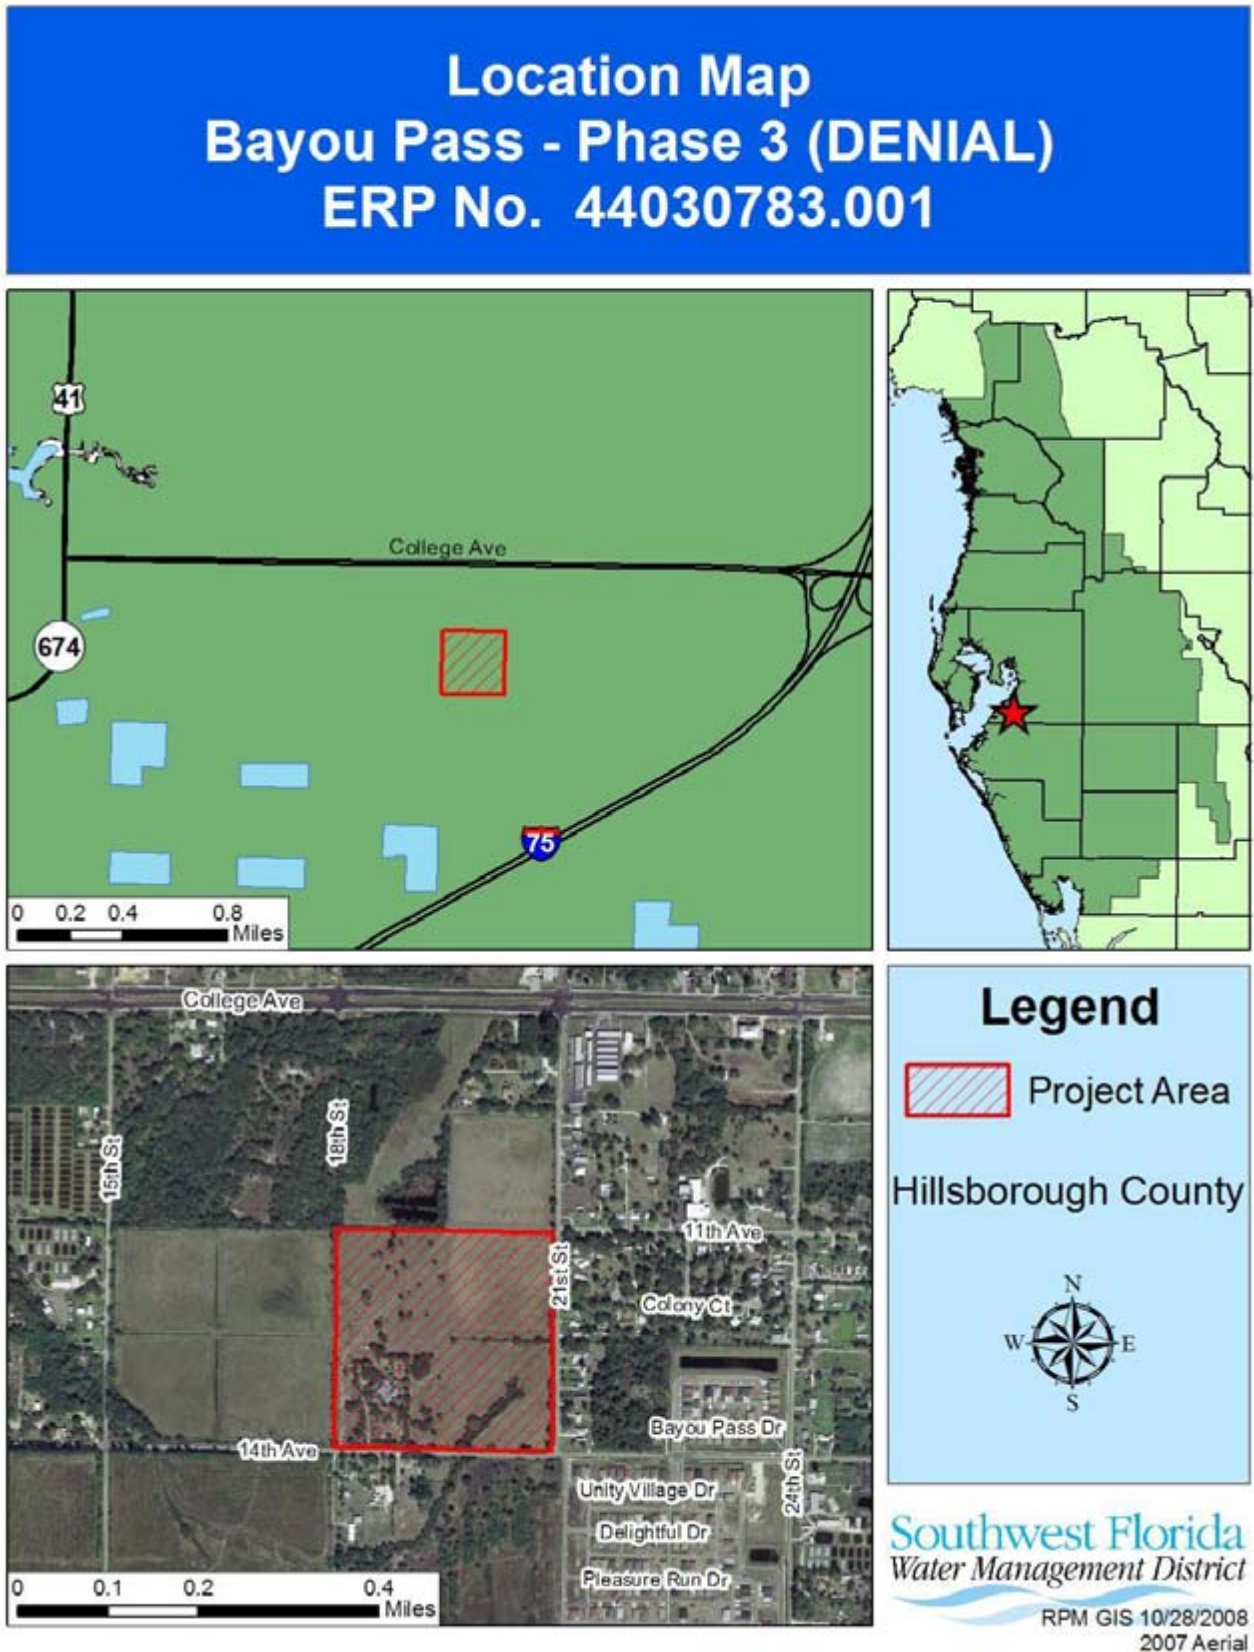 Location Map
Bayou Pass - Phase 3 (DENIAL)
ERP No. 44030783.001
41
College Ave
674
75
0 0.2 0.4 0.8
Miles
College Ave
15th St
18th St
11th Ave
21st St
Colony Ct
Bayou Pass Dr
14th Ave
24th St
Unity Village Dr
Delightful Dr
Pleasure Run Dr
0 0.1 0.2 0.4
Miles
Legend
Project Area
Hillsborough County
N
W E
S
Southwest Florida
Water Management District
RPM GIS 10/28/2008
2007 Aerial